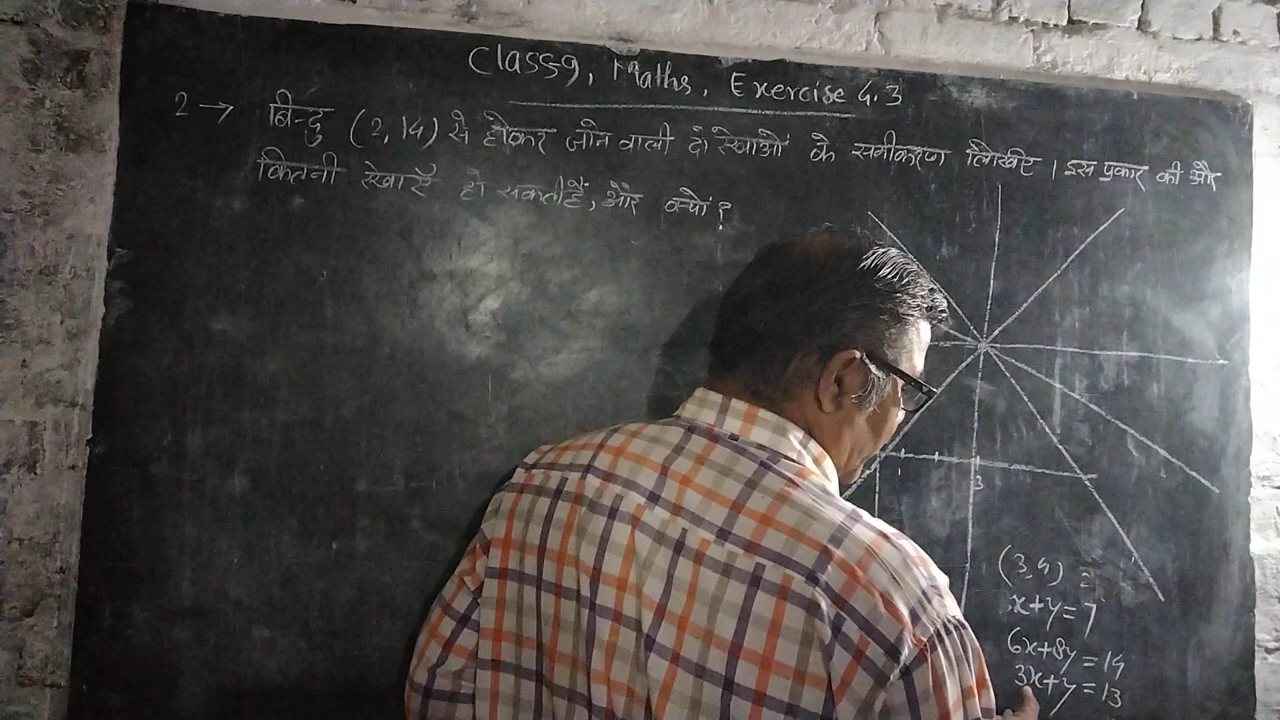 Class-9, Maths, Exercise 4.3
2 → बिन्दु (2,14) से होकर जाने वाली दो रेखाओं के समीकरण लिखिए। इस प्रकार की और
कितनी रेखाएँ हो सकती हैं, और क्यों?
1
3
(3,4)
x+y=7
6x+8y=14
3x+y=13